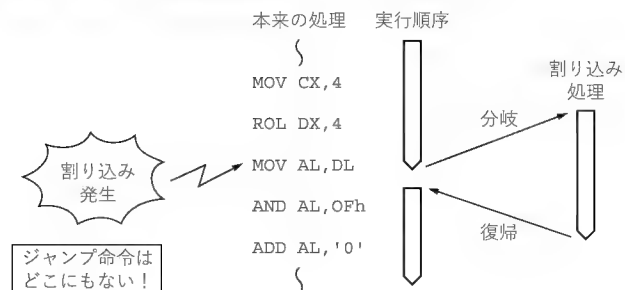 本来の処理
実行順序
MOV CX,4
ROL DX,4
MOV AL,DL
AND AL,0Fh
ADD AL,'0'
割り込み
発生
ジャンプ命令は
どこにもない!
分岐
復帰
割り込み
処理